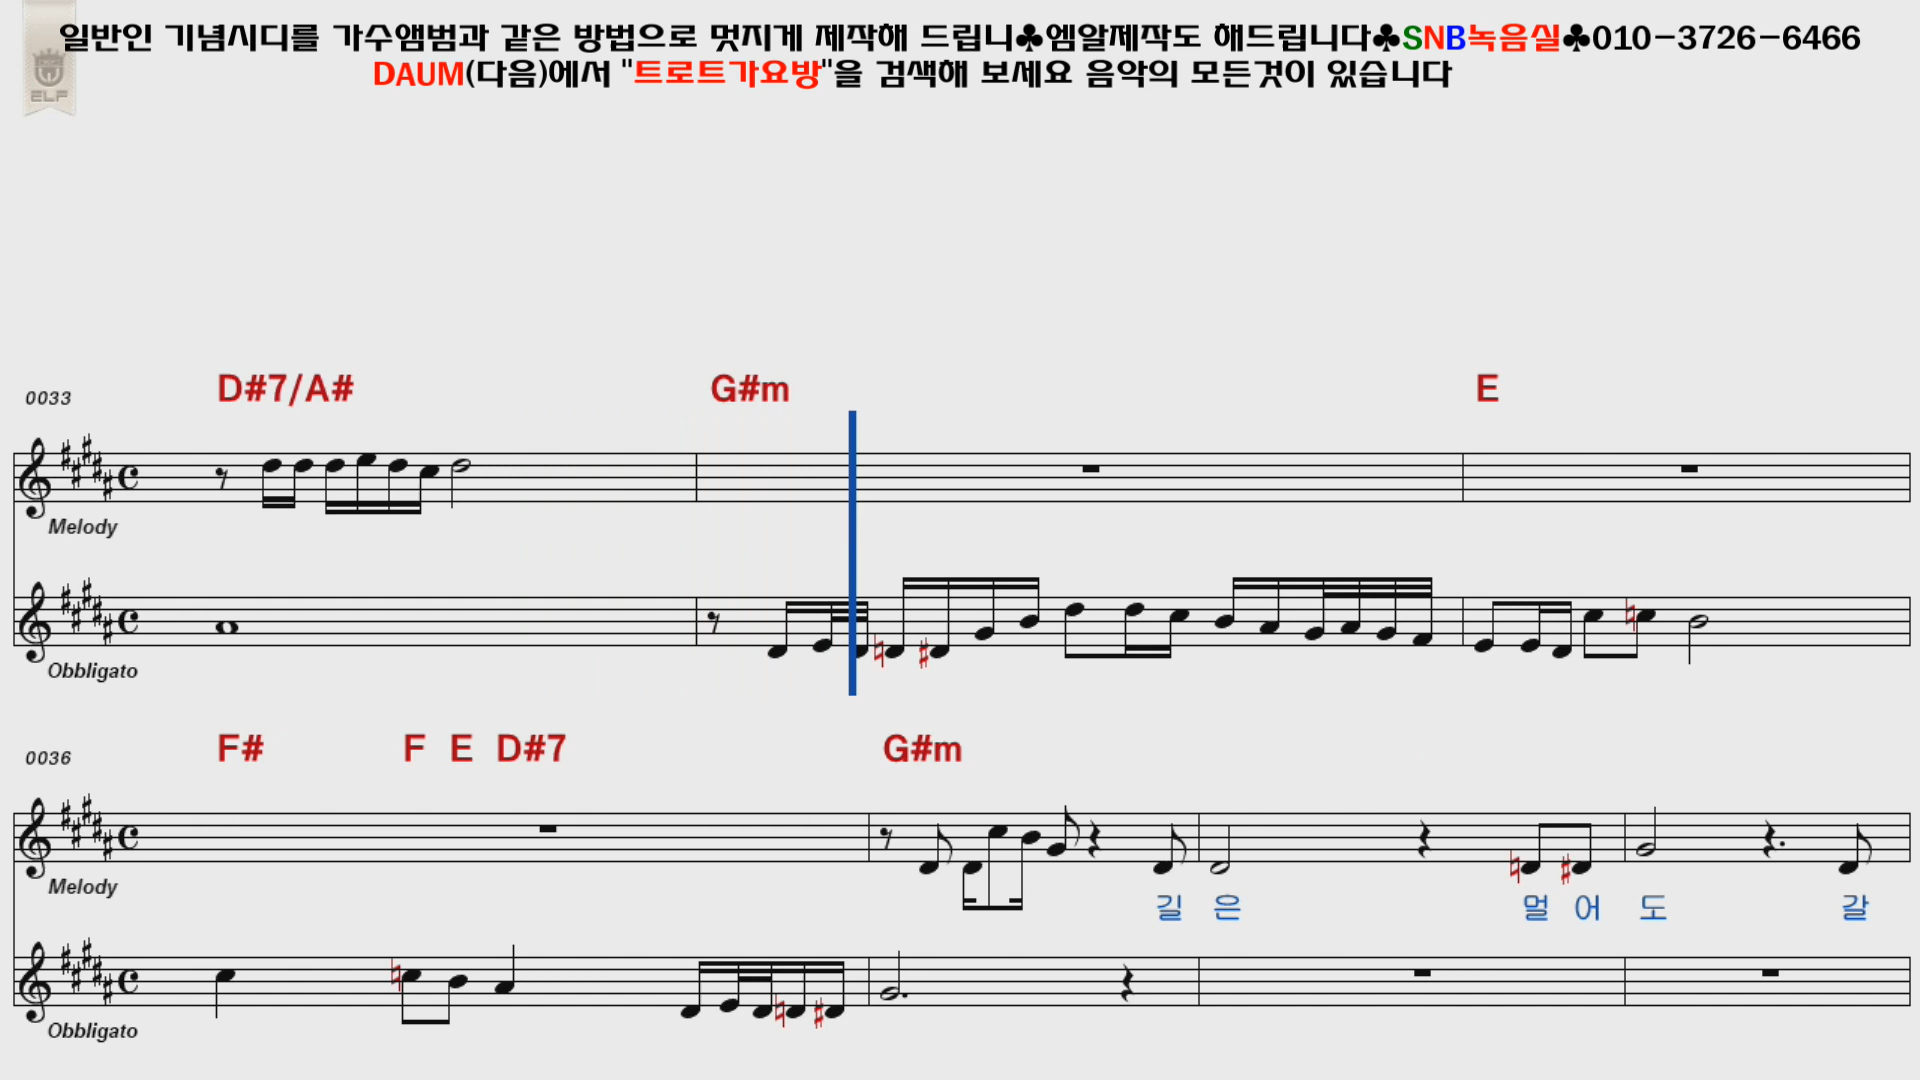 일반인 기념시디를 가수앨범과 같은 방법으로 멋지게 제작해 드립니♣엠알제작도 해드립니다♣SNB녹음실♣010-3726-6466
DAUM(다음)에서 "트로트가요방"을 검색해 보세요 음악의 모든것이 있습니다
ELF
0033 D#7/A# G#m E
Melody
Obbligato
0036 F# F E D#7 G#m
Melody
길 은 멀 어 도 갈
Obbligato